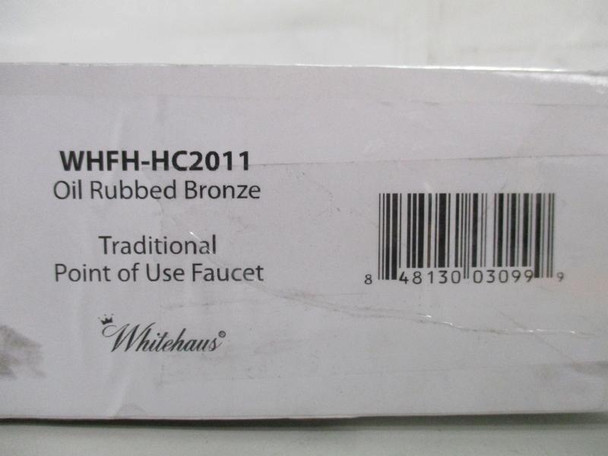 WHFH-HC2011
Oil Rubbed Bronze
Traditional
Point of Use Faucet
Whitehaus®
8 48130 03099 9